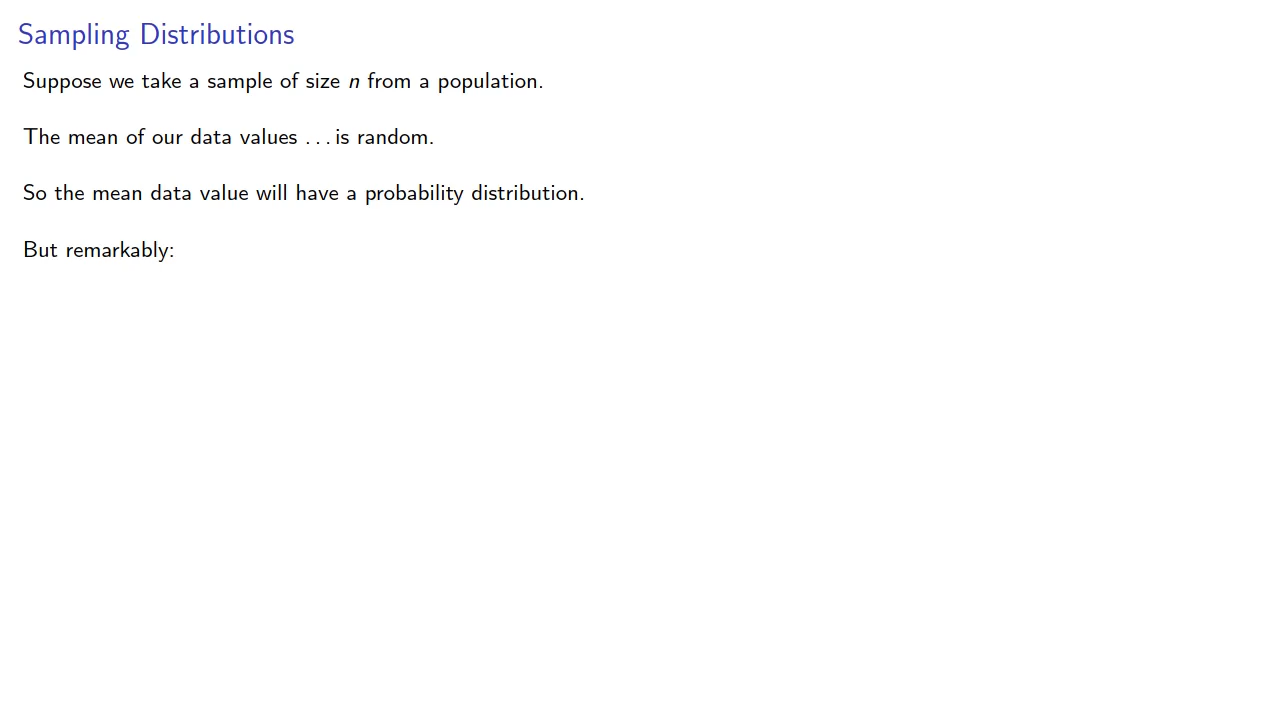 Sampling Distributions
Suppose we take a sample of size n from a population.
The mean of our data values ...is random.
So the mean data value will have a probability distribution.
But remarkably: